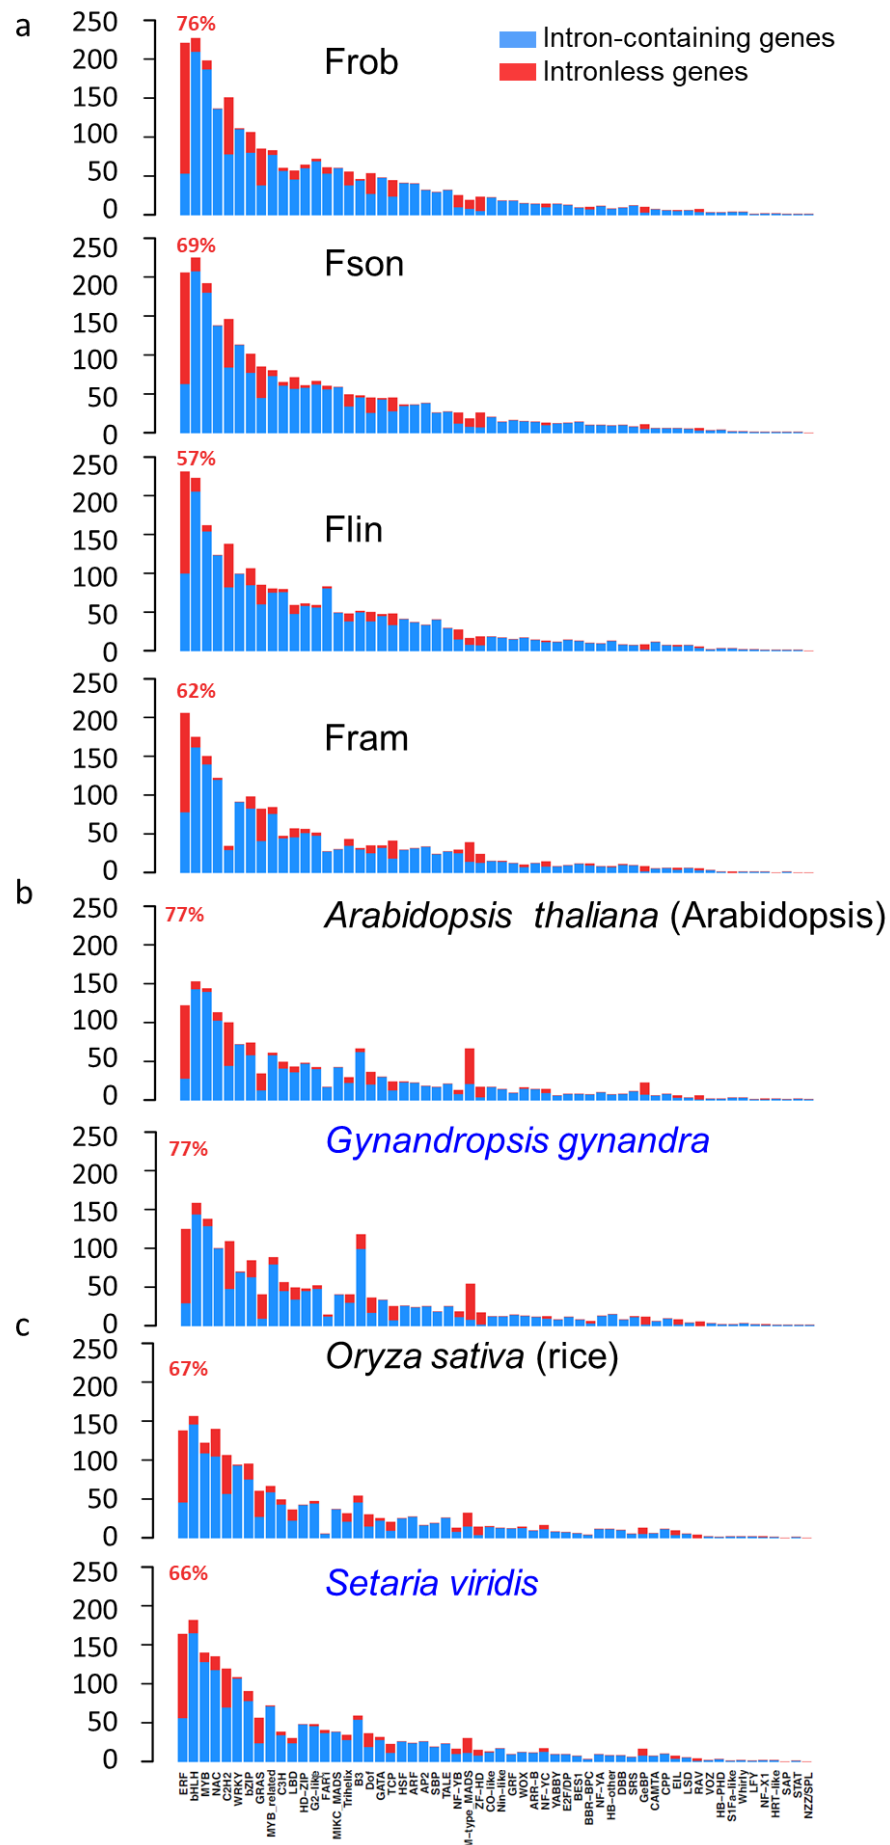 a
250
200
150
100
50
0
76%
Frob
Intron-containing genes
Intronless genes
250
200
150
100
50
0
69%
Fson
250
200
150
100
50
0
57%
Flin
250
200
150
100
50
0
62%
Fram
b
250
200
150
100
50
0
77%
Arabidopsis thaliana (Arabidopsis)
250
200
150
100
50
0
77%
Gynandropsis gynandra
c
250
200
150
100
50
0
67%
Oryza sativa (rice)
250
200
150
100
50
0
66%
Setaria viridis
ERF
bHLH
MYB
NAC
C2H2
WRKY
bZIP
GRAS
MYB_related
C3H
LBD
HD-ZIP
G2-like
FAR1
MIKC_MADS
Trihelix
B3
Dof
GATA
TCP
HSF
ARF
AP2
SBP
TALE
NF-YB
M-type_MADS
ZF-HD
CO-like
Nin-like
GRF
WOX
ARR-B
NF-YC
YABBY
E2F/DP
BES1
BBR-BPC
NF-YA
HB-other
DBB
SRS
GeBP
CAMTA
CPP
EIL
LSD
RAV
VOZ
HB-PHD
S1Fa-like
Whirly
LFY
NF-X1
HRT-like
SAP
STAT
NZZ/SPL